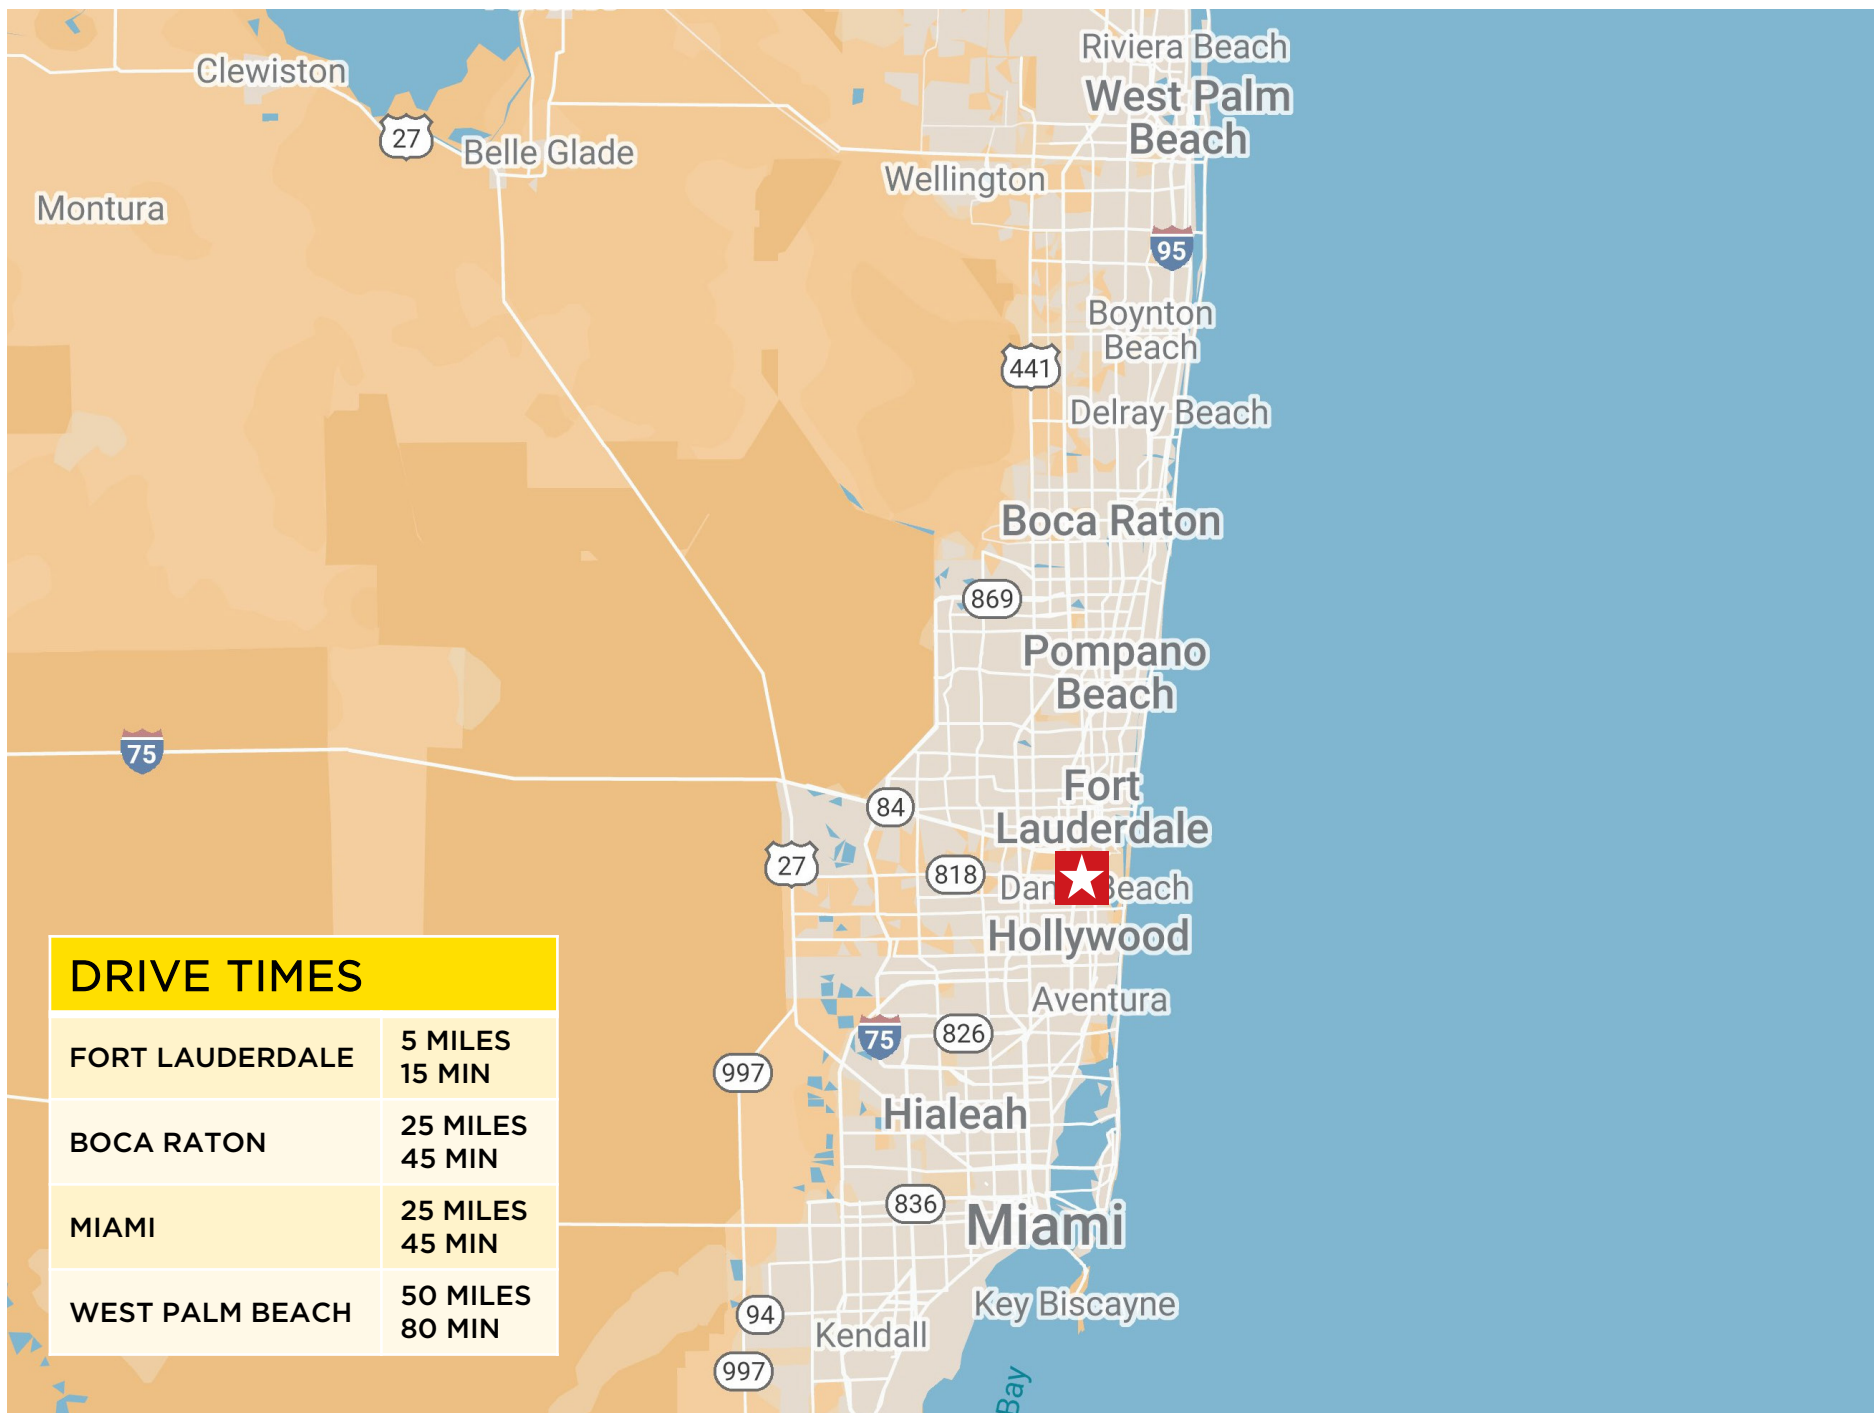 Riviera Beach
Clewiston
West Palm
Beach
27
Belle Glade
Wellington
Montura
95
Boynton
Beach
441
Delray Beach
Boca Raton
869
Pompano
Beach
75
Fort
Lauderdale
84
27
818
Beach
Hollywood
DRIVE TIMES
Aventura
75
826
FORT LAUDERDALE
5 MILES
15 MIN
997
Hialeah
BOCA RATON
25 MILES
45 MIN
836
Miami
MIAMI
25 MILES
45 MIN
WEST PALM BEACH
50 MILES
80 MIN
Key Biscayne
94
Kendall
997
Bay